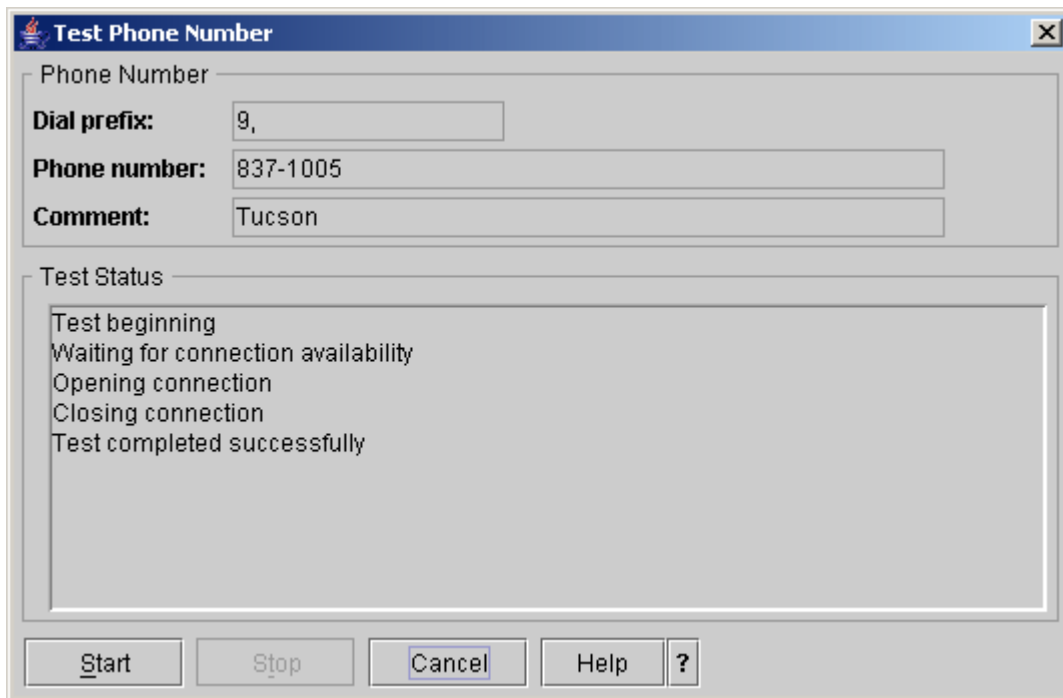 Test Phone Number
Phone Number
Dial prefix: 9,
Phone number: 837-1005
Comment: Tucson
Test Status
Test beginning
Waiting for connection availability
Opening connection
Closing connection
Test completed successfully
Start Stop Cancel Help ?